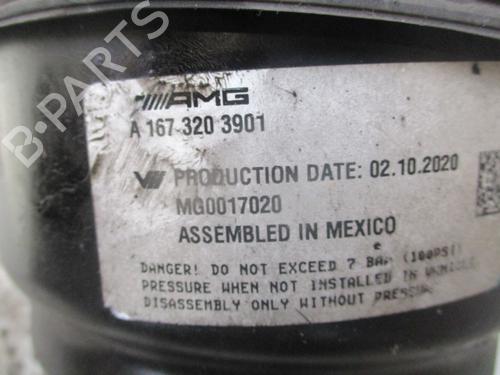 AMG
A 167 320 3901
PRODUCTION DATE: 02.10.2020
MG0017020
ASSEMBLED IN MEXICO
DANGER! DO NOT EXCEED 7 BAR (100PSI)
PRESSURE WHEN NOT INSTALLED IN VEHICLE
DISASSEMBLY ONLY WITHOUT PRESSURE
B-PARTS